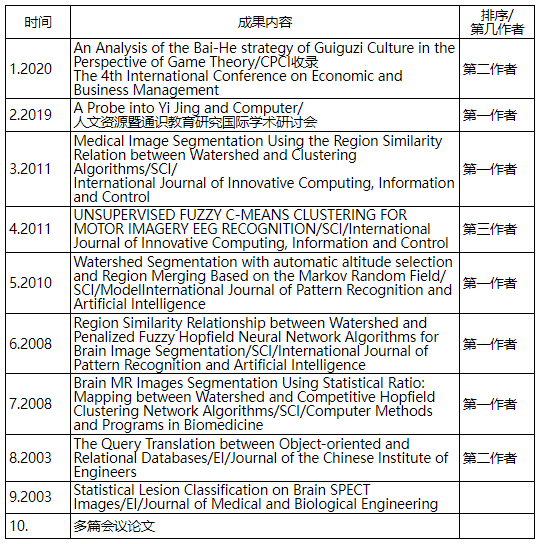 时间 成果内容 排序/
第几作者
1.2020 An Analysis of the Bai-He strategy of Guiguzi Culture in the
Perspective of Game Theory/CPCI收录
The 4th International Conference on Economic and
Business Management 第二作者
2.2019 A Probe into Yi Jing and Computer/
人文资源暨通识教育研究国际学术研讨会 第一作者
3.2011 Medical Image Segmentation Using the Region Similarity
Relation between Watershed and Clustering
Algorithms/SCI/
International Journal of Innovative Computing, Information
and Control 第一作者
4.2011 UNSUPERVISED FUZZY C-MEANS CLUSTERING FOR
MOTOR IMAGERY EEG RECOGNITION/SCI/International
Journal of Innovative Computing, Information and Control 第三作者
5.2010 Watershed Segmentation with automatic altitude selection
and Region Merging Based on the Markov Random Field/
SCI/ModelInternational Journal of Pattern Recognition and
Artificial Intelligence 第一作者
6.2008 Region Similarity Relationship between Watershed and
Penalized Fuzzy Hopfield Neural Network Algorithms for
Brain Image Segmentation/SCI/International Journal of
Pattern Recognition and Artificial Intelligence 第一作者
7.2008 Brain MR Images Segmentation Using Statistical Ratio:
Mapping between Watershed and Competitive Hopfield
Clustering Network Algorithms/SCI/Computer Methods
and Programs in Biomedicine 第一作者
8.2003 The Query Translation between Object-oriented and
Relational Databases/EI/Journal of the Chinese Institute of
Engineers 第二作者
9.2003 Statistical Lesion Classification on Brain SPECT
Images/EI/Journal of Medical and Biological Engineering
10. 多篇会议论文